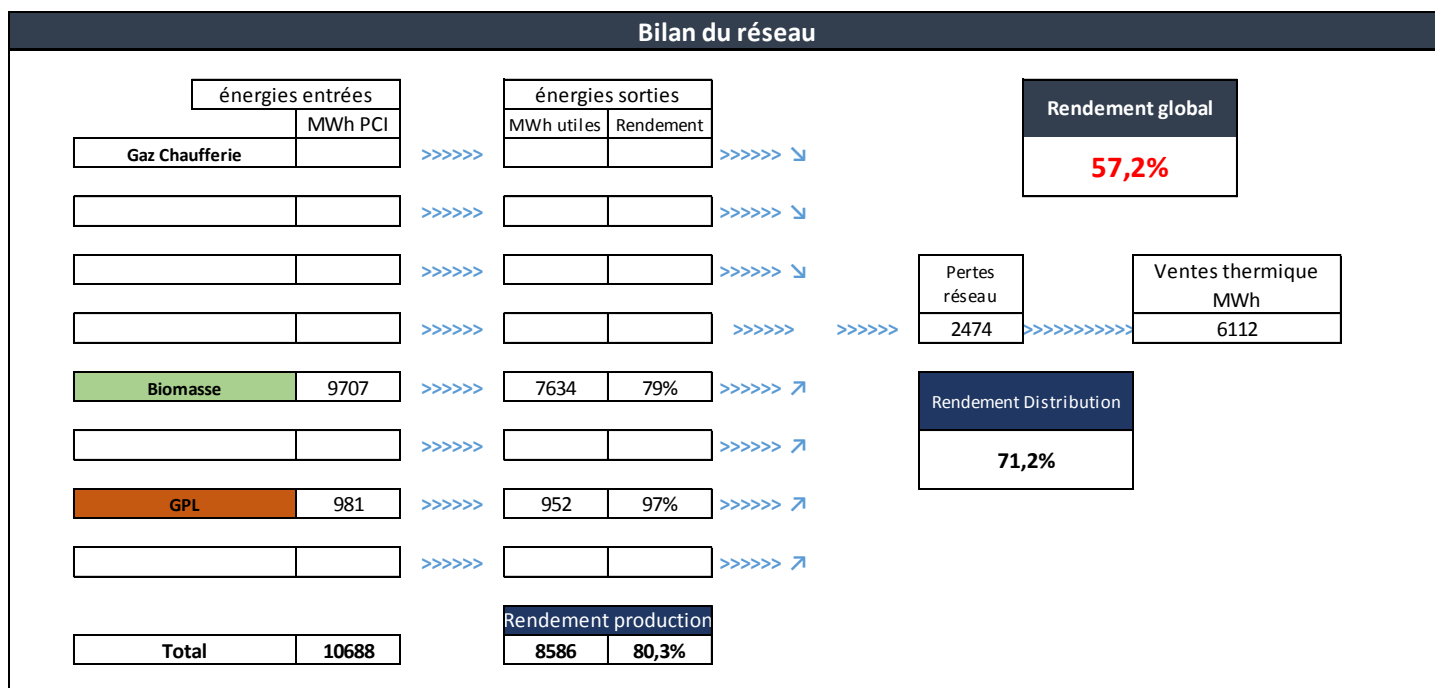 Bilan du réseau
énergies entrées
énergies sorties
MWh PCI
MWh utiles
Rendement
Rendement global
57,2%
Gaz Chaufferie
>>>>>>
>>>>>> ↘
>>>>>>
>>>>>> ↘
>>>>>>
>>>>>> ↘
Pertes
réseau
Ventes thermique
MWh
>>>>>>
>>>>>>
>>>>>>
2474
>>>>>>>>>>>
6112
Biomasse
9707
>>>>>>
7634
79%
>>>>>> ↗
Rendement Distribution
71,2%
>>>>>>
>>>>>> ↗
GPL
981
>>>>>>
952
97%
>>>>>> ↗
>>>>>>
>>>>>> ↗
Rendement production
Total
10688
8586
80,3%